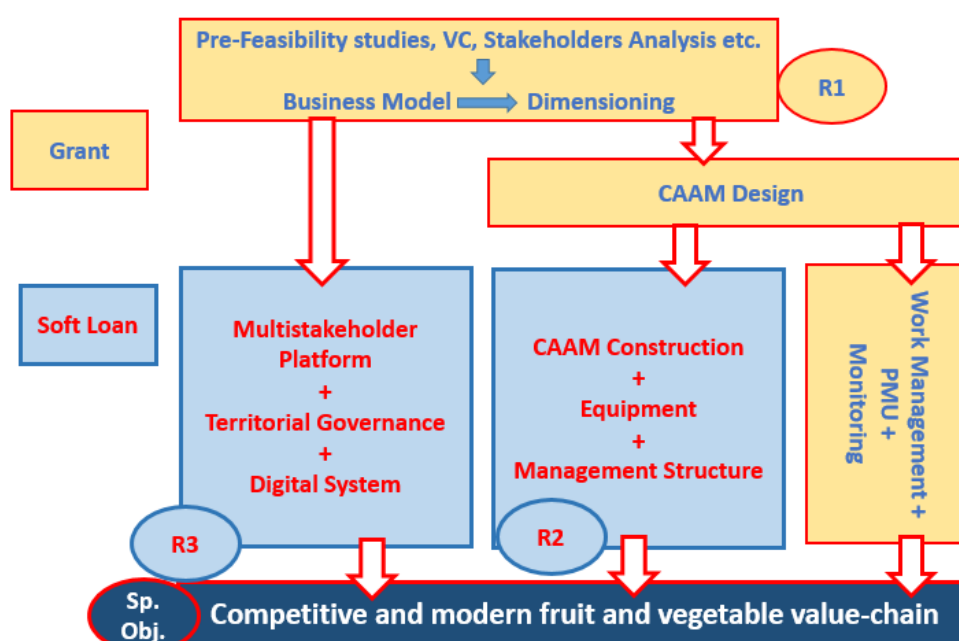 Pre-Feasibility studies, VC, Stakeholders Analysis etc.
Business Model
Dimensioning
R1
Grant
CAAM Design
Soft Loan
Multistakeholder
Platform
+
Territorial Governance
+
Digital System
R3
CAAM Construction
+
Equipment
+
Management Structure
R2
Work Management +
PMU +
Monitoring
Sp.
Obj.
Competitive and modern fruit and vegetable value-chain